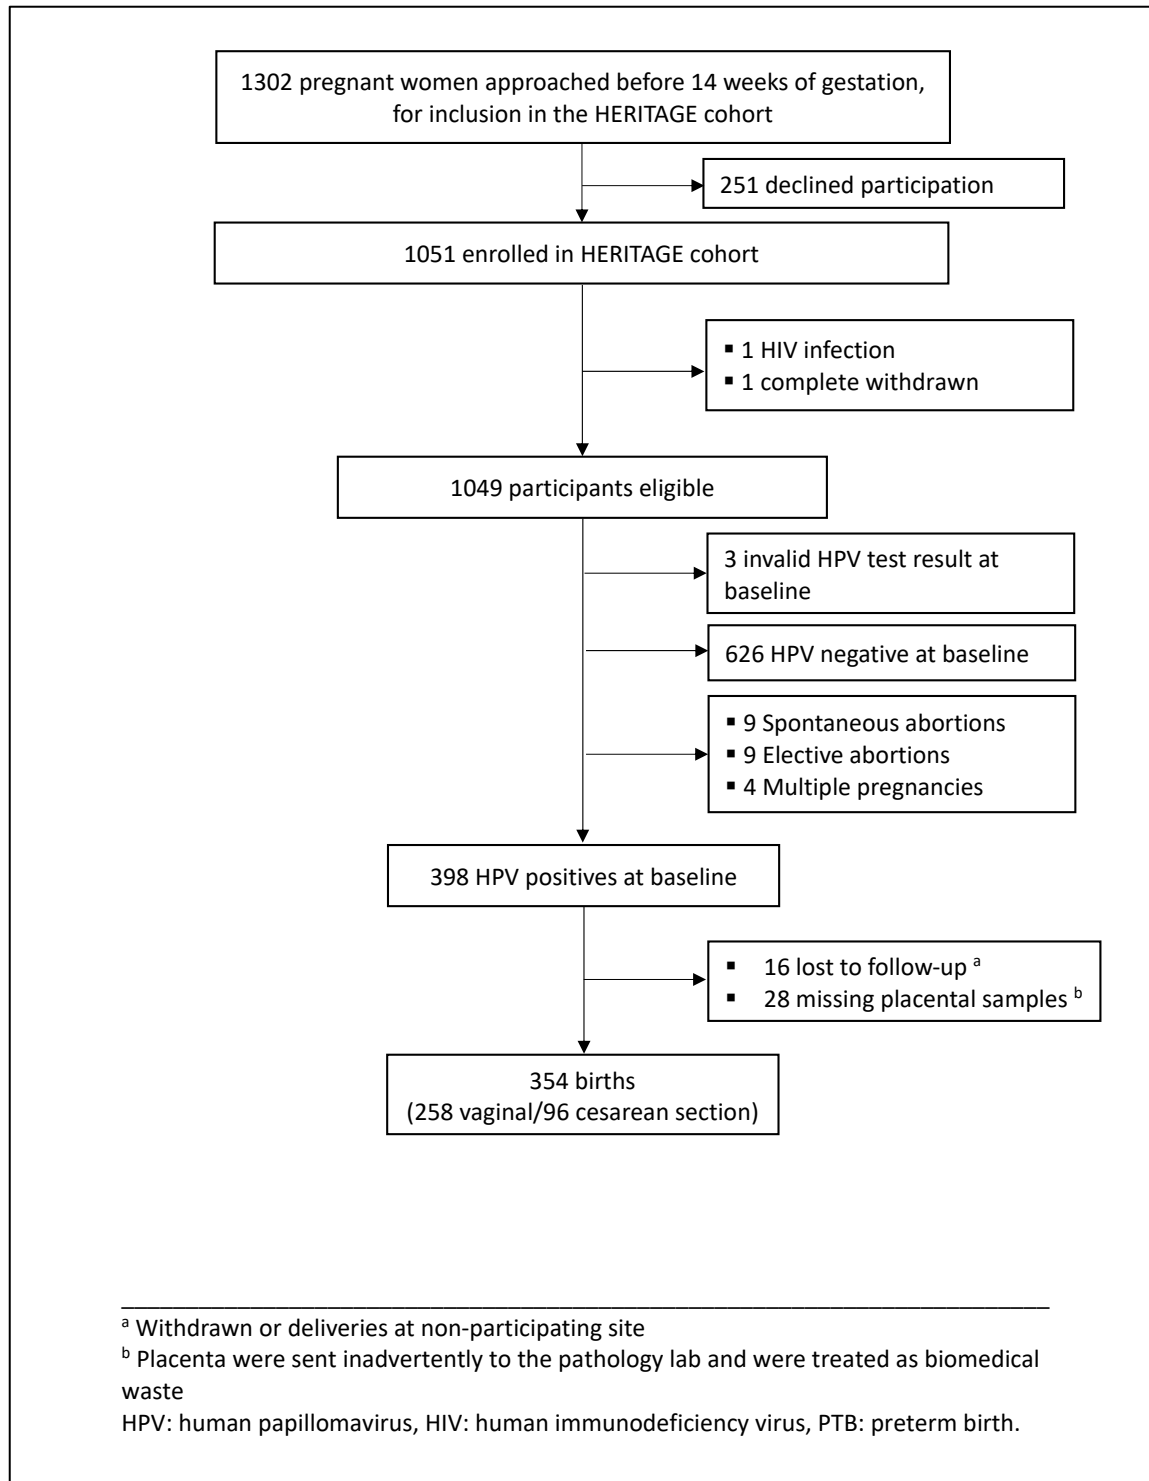 1302 pregnant women approached before 14 weeks of gestation,
for inclusion in the HERITAGE cohort
251 declined participation
1051 enrolled in HERITAGE cohort
▪ 1 HIV infection
▪ 1 complete withdrawn
1049 participants eligible
3 invalid HPV test result at
baseline
626 HPV negative at baseline
▪ 9 Spontaneous abortions
▪ 9 Elective abortions
▪ 4 Multiple pregnancies
398 HPV positives at baseline
▪ 16 lost to follow-up a
▪ 28 missing placental samples b
354 births
(258 vaginal/96 cesarean section)
a Withdrawn or deliveries at non-participating site
b Placenta were sent inadvertently to the pathology lab and were treated as biomedical
waste
HPV: human papillomavirus, HIV: human immunodeficiency virus, PTB: preterm birth.